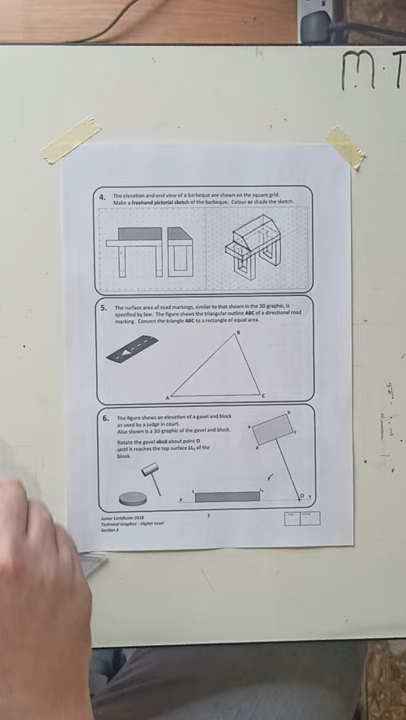 M.T
4. The elevation and end view of a barbeque are shown on the square grid.
Make a freehand pictorial sketch of the barbeque. Colour or shade the sketch.
5. The surface area of road markings, similar to that shown in the 3D graphic, is
specified by law. The figure shows the triangular outline ABC of a directional road
marking. Convert the triangle ABC to a rectangle of equal area.
B
A
C
6. The figure shows an elevation of a gavel and block
as used by a judge in court.
Also shown is a 3D graphic of the gavel and block.
Rotate the gavel abcd about point O
until it reaches the top surface of the
block.
O
Junior Certificate 2018
Technical Graphics - Higher Level
Section A
3